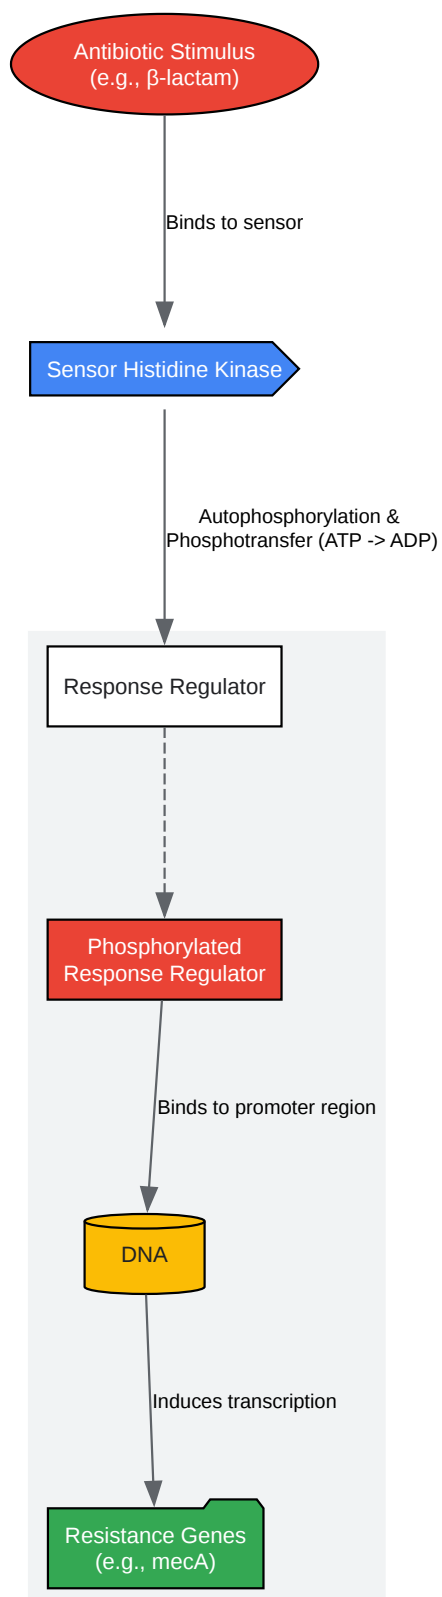 Antibiotic Stimulus
(e.g., β-lactam)
Binds to sensor
Sensor Histidine Kinase
Autophosphorylation &
Phosphotransfer (ATP -> ADP)
Response Regulator
Phosphorylated
Response Regulator
Binds to promoter region
DNA
Induces transcription
Resistance Genes
(e.g., mecA)